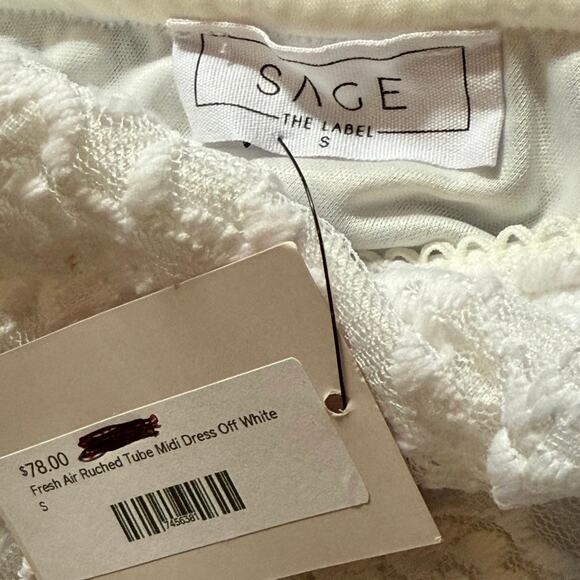 SAGE
THE LABEL
S
$78.00
Fresh Air Ruched Tube Midi Dress Off White
S